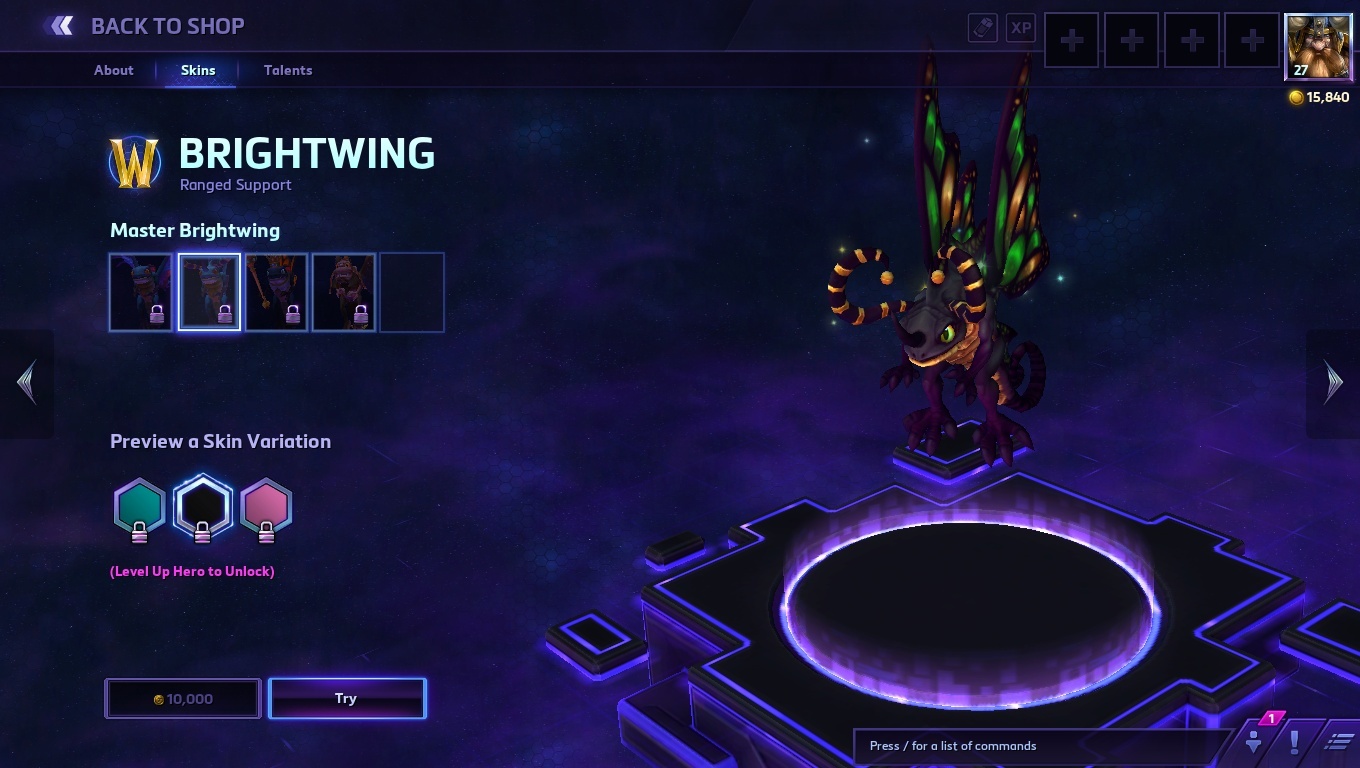 BACK TO SHOP
XP
About
Skins
Talents
27
15,840
W
BRIGHTWING
Ranged Support
Master Brightwing
Preview a Skin Variation
(Level Up Hero to Unlock)
10,000
Try
Press / for a list of commands
1